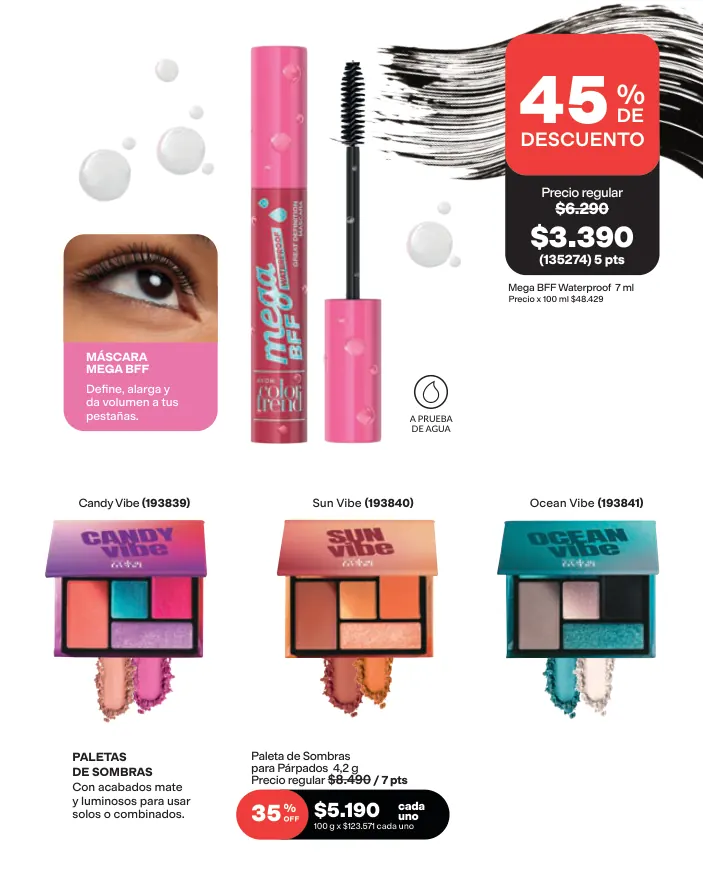 45 %
DE
DESCUENTO
Precio regular
$6.290
$3.390
(135274) 5 pts
Mega BFF Waterproof 7 ml
Precio x 100 ml $48.429
mega
BFF
WATERPROOF
GREAT DEFINITION
MASCARA
AVON
color
trend
MÁSCARA
MEGA BFF
Define, alarga y
da volumen a tus
pestañas.
A PRUEBA
DE AGUA
Candy Vibe (193839)
Sun Vibe (193840)
Ocean Vibe (193841)
CANDY
vibe
SUN
vibe
OCEAN
vibe
PALETAS
DE SOMBRAS
Con acabados mate
y luminosos para usar
solos o combinados.
Paleta de Sombras
para Párpados 4,2 g
Precio regular $8.490 / 7 pts
35 %
OFF
$5.190 cada
uno
100 g x $123.571 cada uno